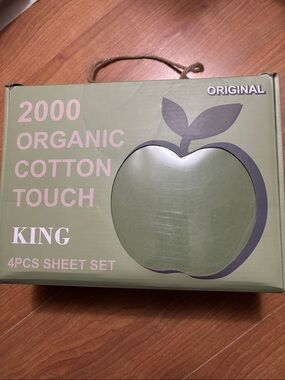 ORIGINAL
2000
ORGANIC
COTTON
TOUCH
KING
4PCS SHEET SET